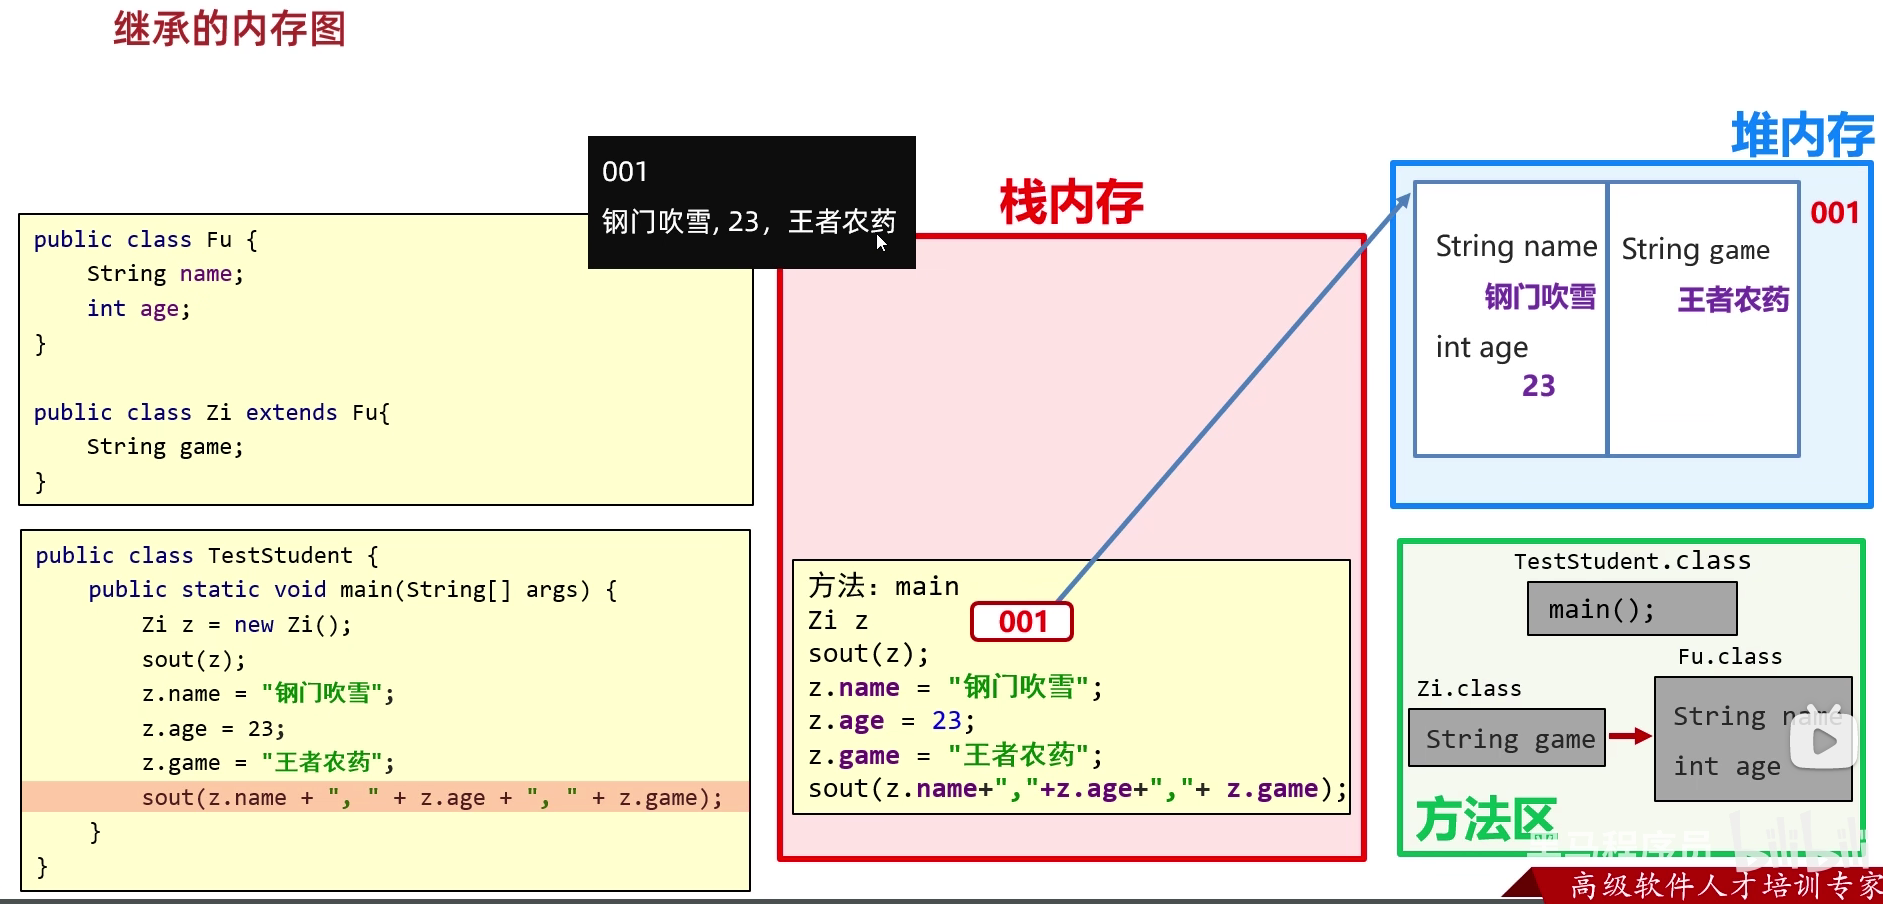 继承的内存图
001
钢门吹雪, 23, 王者农药
public class Fu {
String name;
int age;
}
public class Zi extends Fu{
String game;
}
public class TestStudent {
public static void main(String[] args) {
Zi z = new Zi();
sout(z);
z.name = "钢门吹雪";
z.age = 23;
z.game = "王者农药";
sout(z.name + ", " + z.age + ", " + z.game);
}
}
栈内存
方法：main
Zi z
001
sout(z);
z.name = "钢门吹雪";
z.age = 23;
z.game = "王者农药";
sout(z.name+","+z.age+","+ z.game);
堆内存
001
String name
钢门吹雪
int age
23
String game
王者农药
TestStudent.class
main();
Fu.class
String name
int age
Zi.class
String game
方法区
黑马程序员
bilibili
高级软件人才培训专家